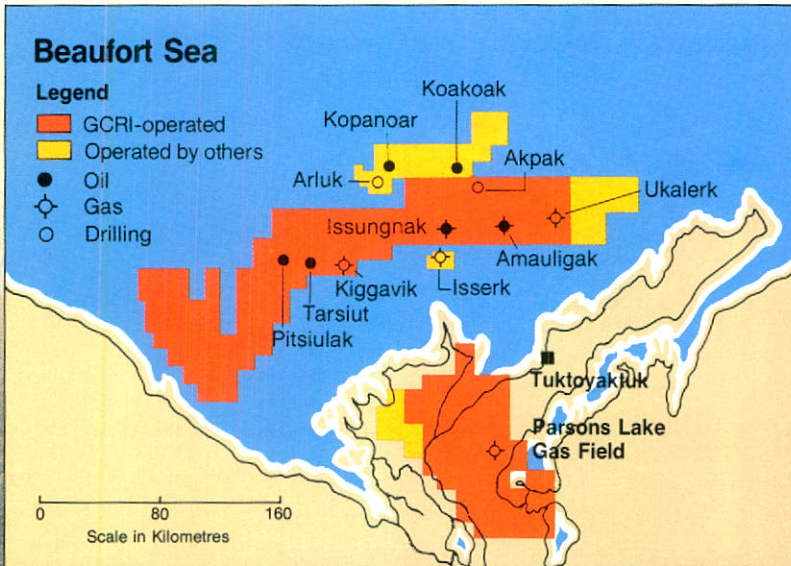 Beaufort Sea
Legend
GCRI-operated
Operated by others
Oil
Gas
Drilling
Koakoak
Kopanoar
Akpak
Arluk
Ukalerk
Issungnak
Amauligak
Kiggavik
Isserk
Tarsiut
Pitsiulak
Tuktoyaktuk
Parsons Lake
Gas Field
0 80 160
Scale in Kilometres